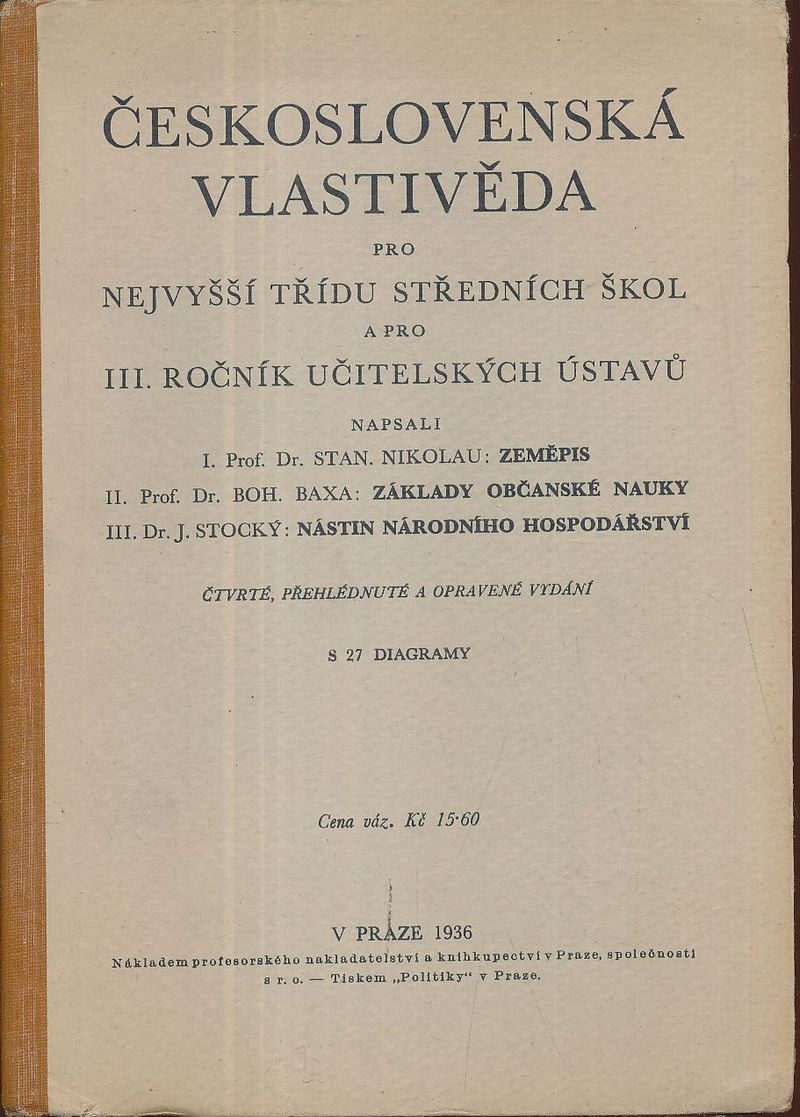 ČESKOSLOVENSKÁ
VLASTIVĚDA
PRO
NEJVYŠŠÍ TŘÍDU STŘEDNÍCH ŠKOL
A PRO
III. ROČNÍK UČITELSKÝCH ÚSTAVŮ
NAPSALI
I. Prof. Dr. STAN. NIKOLAU: ZEMĚPIS
II. Prof. Dr. BOH. BAXA: ZÁKLADY OBČANSKÉ NAUKY
III. Dr. J. STOCKÝ: NÁSTIN NÁRODNÍHO HOSPODÁŘSTVÍ
ČTVRTÉ, PŘEHLÉDNUTÉ A OPRAVENÉ VYDÁNÍ
S 27 DIAGRAMY
Cena váz. Kč 15·60
V PRAZE 1936
Nákladem profesorského nakladatelství a knihkupectví v Praze, společnosti
s r. o. — Tiskem „Politiky“ v Praze.